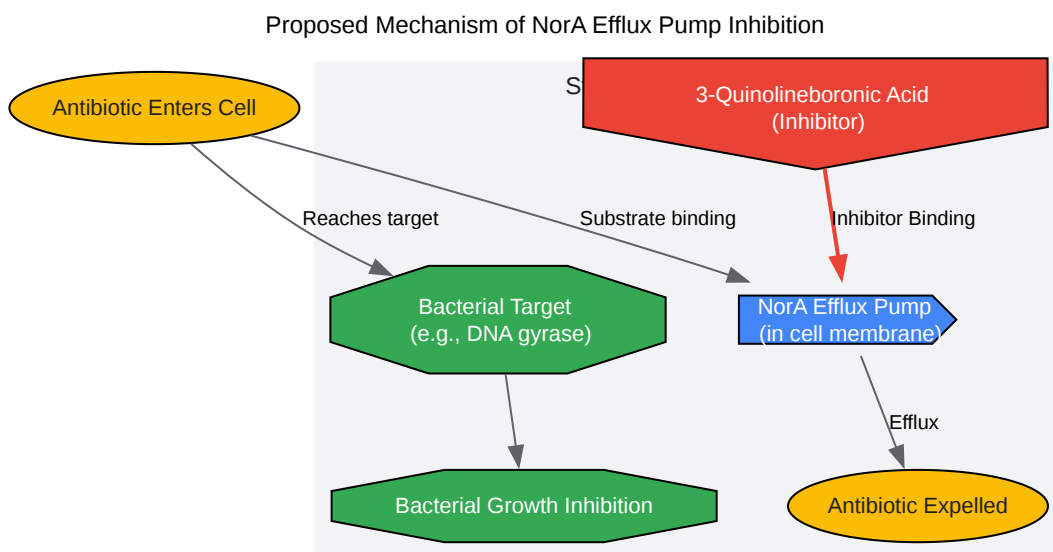 Proposed Mechanism of NorA Efflux Pump Inhibition
Antibiotic Enters Cell
3-Quinolineboronic Acid
(Inhibitor)
Reaches target
Substrate binding
Inhibitor Binding
Bacterial Target
(e.g., DNA gyrase)
NorA Efflux Pump
(in cell membrane)
Efflux
Bacterial Growth Inhibition
Antibiotic Expelled